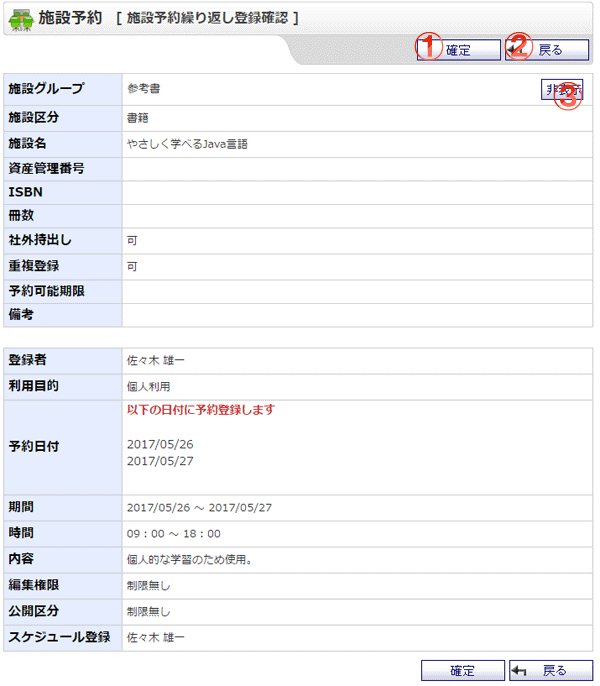 施設予約 [ 施設予約繰り返し登録確認 ]
① 確定 ② 戻る
施設グループ 参考書 非表示 ③
施設区分 書籍
施設名 やさしく学べるJava言語
資産管理番号
ISBN
冊数
社外持出し 可
重複登録 可
予約可能期限
備考
登録者 佐々木 雄一
利用目的 個人利用
以下の日付に予約登録します
予約日付
2017/05/26
2017/05/27
期間 2017/05/26 ～ 2017/05/27
時間 09：00 ～ 18：00
内容 個人的な学習のため使用。
編集権限 制限無し
公開区分 制限無し
スケジュール登録 佐々木 雄一
確定 戻る